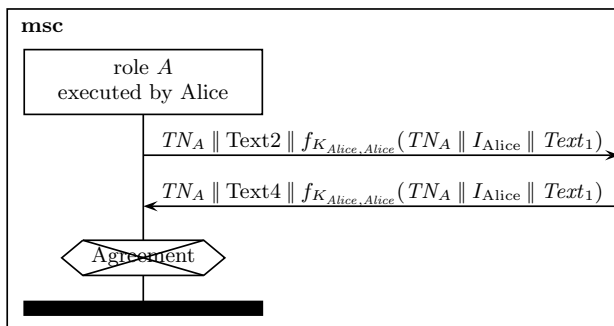 msc
role A
executed by Alice
TN_A ∥ Text2 ∥ f_{K_{Alice,Alice}}(TN_A ∥ I_Alice ∥ Text_1)
TN_A ∥ Text4 ∥ f_{K_{Alice,Alice}}(TN_A ∥ I_Alice ∥ Text_1)
Agreement